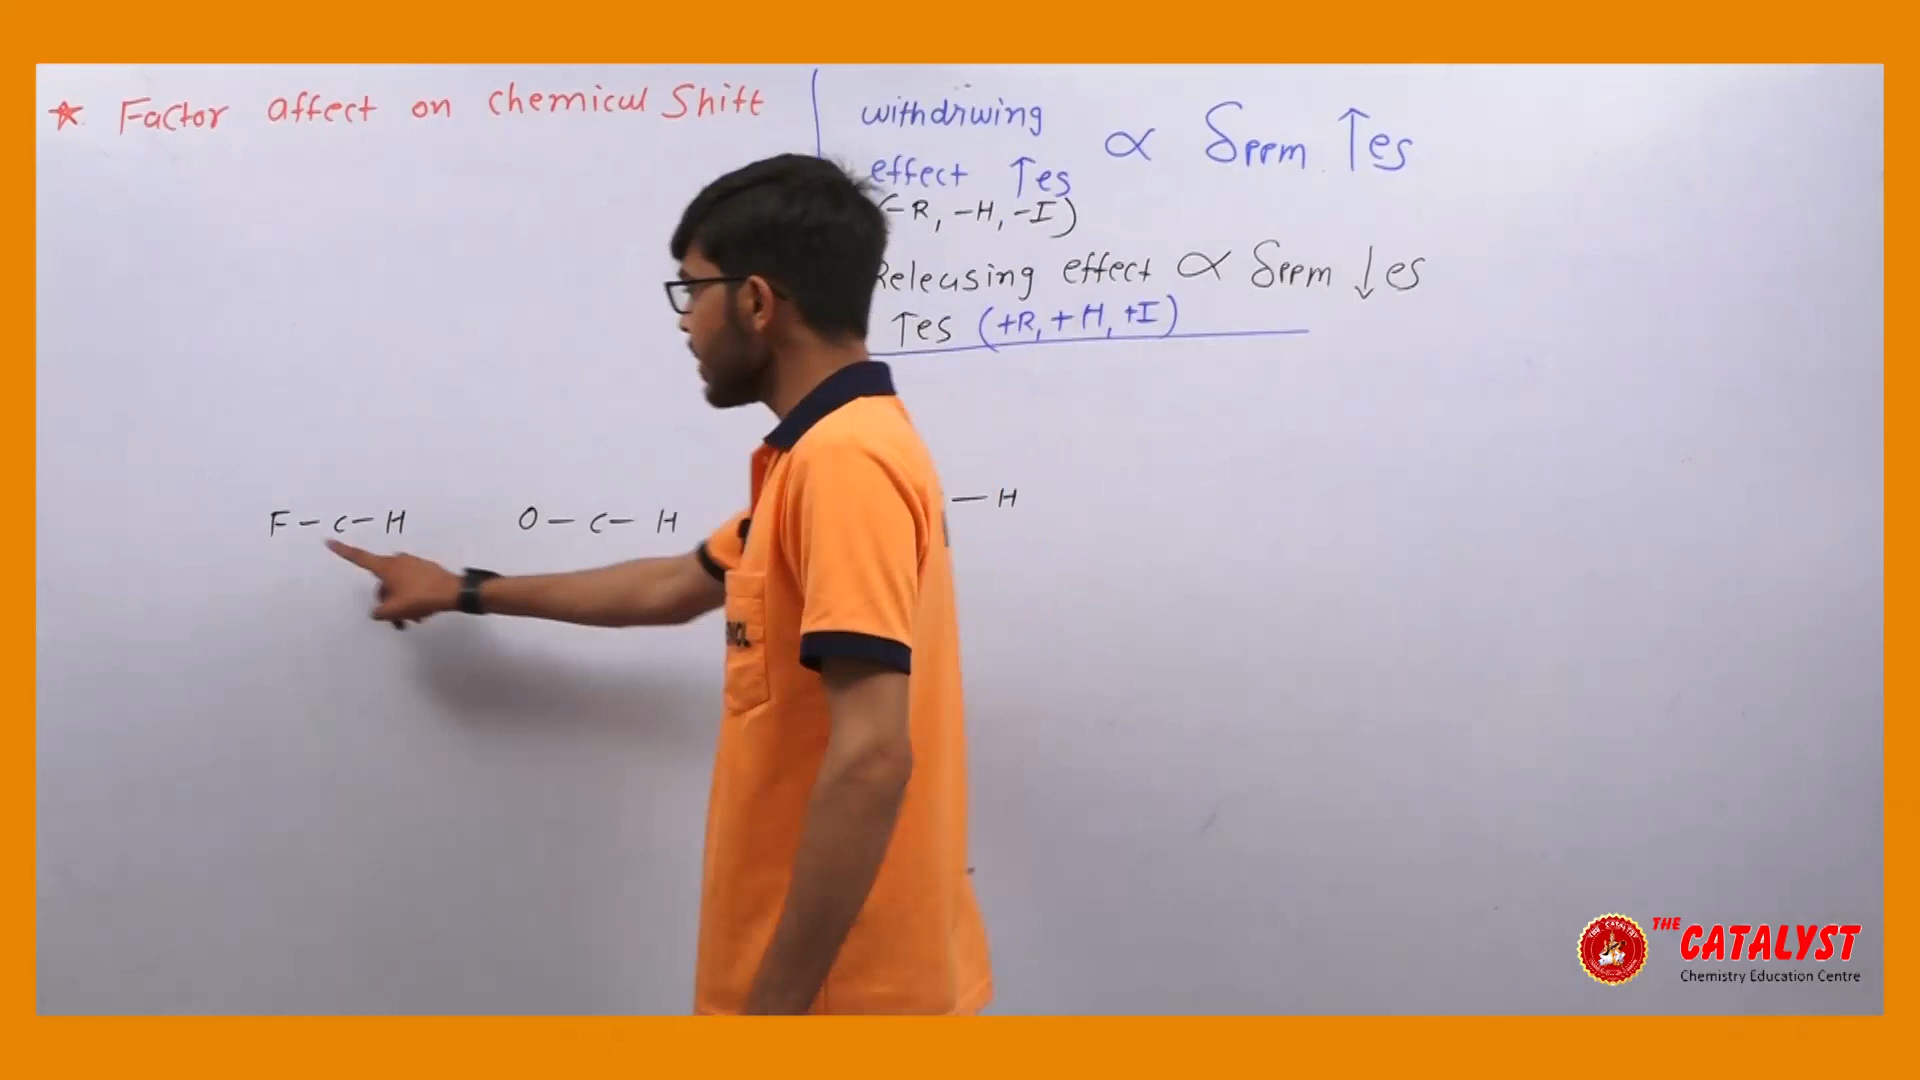 ★ Factor affect on chemical Shift
withdrwing
effect ↑es ∝ δppm ↑es
(-R, -H, -I)
Releasing effect ∝ δppm ↓es
↑es (+R, +H, +I)
F - C - H O - C - H - H
THE
CATALYST
Chemistry Education Centre